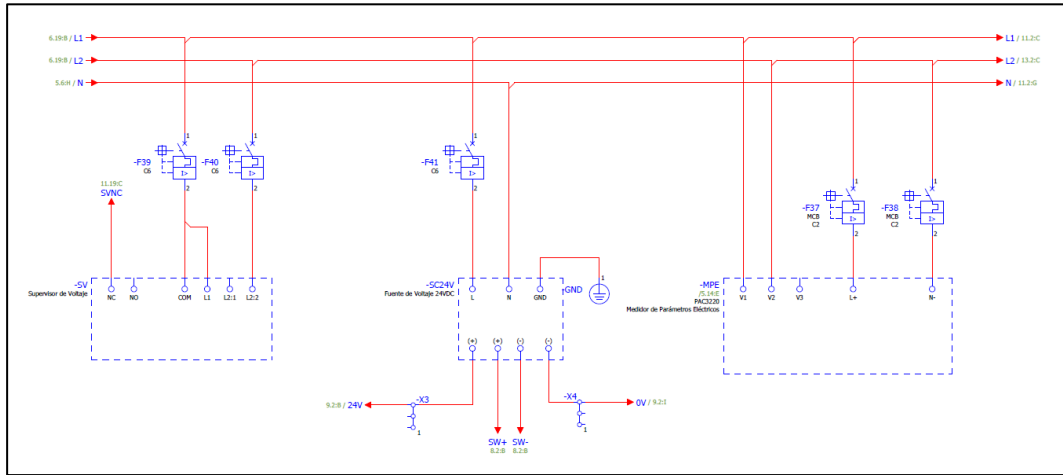 6.19:B / L1
L1 / 11.2:C
6.19:B / L2
L2 / 13.2:C
5.6:H / N
N / 11.2:G
1
-F39
C6
I>
2
1
-F40
C6
I>
2
1
-F41
C6
I>
2
1
-F37
MCB
C2
I>
2
1
-F38
MCB
C2
I>
2
11.19:C
SVNC
-SV
Supervisor de Voltaje
NC
NO
COM
L1
L2:1
L2:2
-SC24V
Fuente de Voltaje 24VDC
L
N
GND
(+)
(+)
(-)
(-)
1
-GND
-MPE
/5.14:E
PAC3220
Medidor de Parámetros Eléctricos
V1
V2
V3
L+
N-
9.2:B / 24V
-X3
1
SW+
8.2:B
SW-
8.2:B
-X4
1
0V / 9.2:I